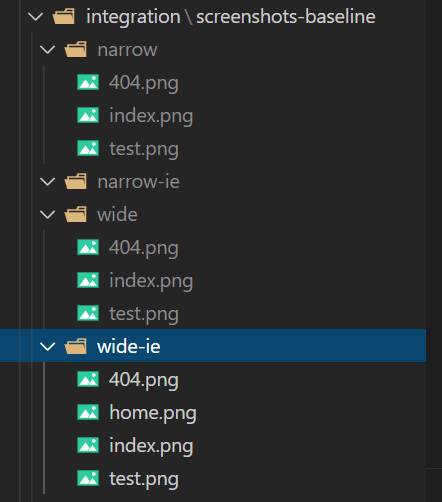 integration\screenshots-baseline
narrow
404.png
index.png
test.png
narrow-ie
wide
404.png
index.png
test.png
wide-ie
404.png
home.png
index.png
test.png